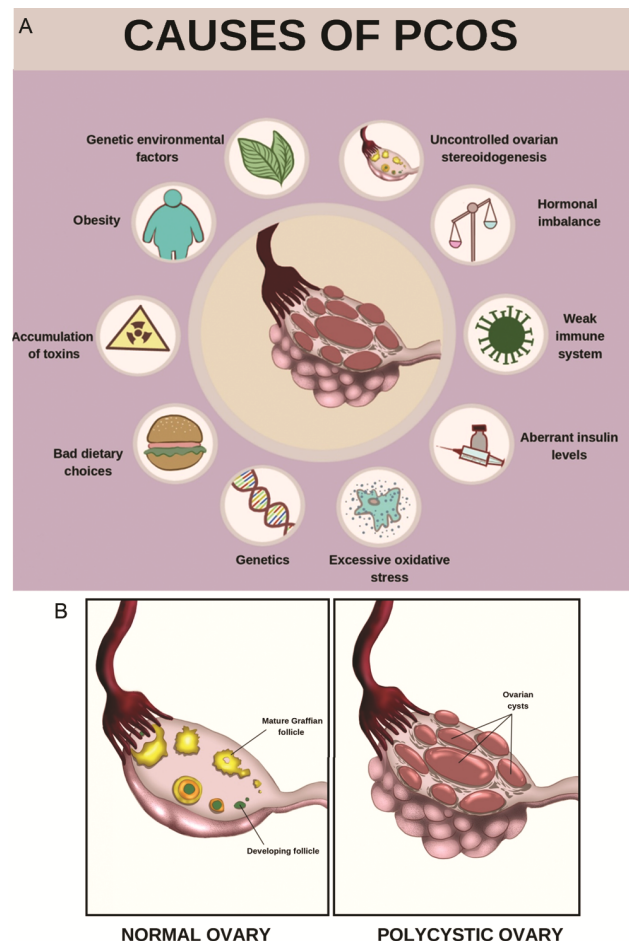 A
CAUSES OF PCOS
Genetic environmental
factors
Uncontrolled ovarian
stereoidogenesis
Obesity
Hormonal
imbalance
Accumulation
of toxins
Weak
immune
system
Bad dietary
choices
Aberrant insulin
levels
Genetics
Excessive oxidative
stress
B
Mature Graffian
follicle
Developing follicle
NORMAL OVARY
Ovarian
cysts
POLYCYSTIC OVARY